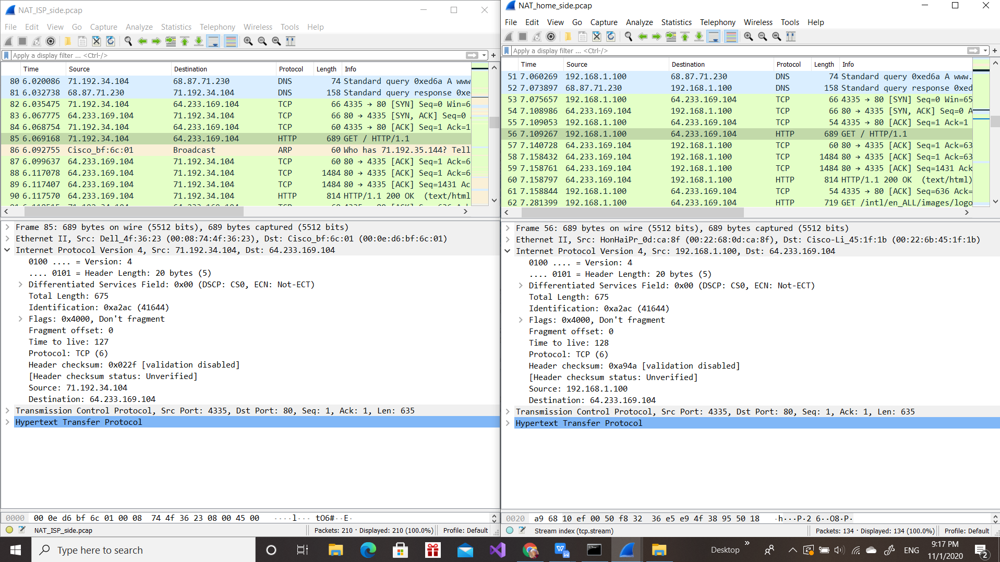 NAT_ISP_side.pcap
File Edit View Go Capture Analyze Statistics Telephony Wireless Tools Help
Apply a display filter ... <Ctrl-/>
Time Source Destination Protocol Length Info
80 6.020086 71.192.34.104 68.87.71.230 DNS 74 Standard query 0xed6a A www
81 6.032738 68.87.71.230 71.192.34.104 DNS 158 Standard query response 0xe
82 6.035475 71.192.34.104 64.233.169.104 TCP 66 4335 → 80 [SYN] Seq=0 Win=6
83 6.067775 64.233.169.104 71.192.34.104 TCP 66 80 → 4335 [SYN, ACK] Seq=0
84 6.068754 71.192.34.104 64.233.169.104 TCP 60 4335 → 80 [ACK] Seq=1 Ack=1
85 6.069168 71.192.34.104 64.233.169.104 HTTP 689 GET / HTTP/1.1
86 6.092755 Cisco_bf:6c:01 Broadcast ARP 60 Who has 71.192.35.144? Tell
87 6.099637 64.233.169.104 71.192.34.104 TCP 60 80 → 4335 [ACK] Seq=1 Ack=6
88 6.117078 64.233.169.104 71.192.34.104 TCP 1484 80 → 4335 [ACK] Seq=1 Ack=6
89 6.117407 64.233.169.104 71.192.34.104 TCP 1484 80 → 4335 [ACK] Seq=1431 Ac
90 6.117570 64.233.169.104 71.192.34.104 HTTP 814 HTTP/1.1 200 OK (text/html
Frame 85: 689 bytes on wire (5512 bits), 689 bytes captured (5512 bits)
Ethernet II, Src: Dell_4f:36:23 (00:08:74:4f:36:23), Dst: Cisco_bf:6c:01 (00:0e:d6:bf:6c:01)
Internet Protocol Version 4, Src: 71.192.34.104, Dst: 64.233.169.104
0100 .... = Version: 4
.... 0101 = Header Length: 20 bytes (5)
Differentiated Services Field: 0x00 (DSCP: CS0, ECN: Not-ECT)
Total Length: 675
Identification: 0xa2ac (41644)
Flags: 0x4000, Don't fragment
Fragment offset: 0
Time to live: 127
Protocol: TCP (6)
Header checksum: 0x022f [validation disabled]
[Header checksum status: Unverified]
Source: 71.192.34.104
Destination: 64.233.169.104
Transmission Control Protocol, Src Port: 4335, Dst Port: 80, Seq: 1, Ack: 1, Len: 635
Hypertext Transfer Protocol
0000 00 0e d6 bf 6c 01 00 08 74 4f 36 23 08 00 45 00 ····l··· tO6#··E·
NAT_ISP_side.pcap Packets: 210 · Displayed: 210 (100.0%) Profile: Default
NAT_home_side.pcap
File Edit View Go Capture Analyze Statistics Telephony Wireless Tools Help
Apply a display filter ... <Ctrl-/>
Time Source Destination Protocol Length Info
51 7.060269 192.168.1.100 68.87.71.230 DNS 74 Standard query 0xed6a A www.
52 7.073897 68.87.71.230 192.168.1.100 DNS 158 Standard query response 0xed
53 7.075657 192.168.1.100 64.233.169.104 TCP 66 4335 → 80 [SYN] Seq=0 Win=65
54 7.108986 64.233.169.104 192.168.1.100 TCP 66 80 → 4335 [SYN, ACK] Seq=0 A
55 7.109053 192.168.1.100 64.233.169.104 TCP 54 4335 → 80 [ACK] Seq=1 Ack=1
56 7.109267 192.168.1.100 64.233.169.104 HTTP 689 GET / HTTP/1.1
57 7.140728 64.233.169.104 192.168.1.100 TCP 60 80 → 4335 [ACK] Seq=1 Ack=63
58 7.158432 64.233.169.104 192.168.1.100 TCP 1484 80 → 4335 [ACK] Seq=1 Ack=63
59 7.158761 64.233.169.104 192.168.1.100 TCP 1484 80 → 4335 [ACK] Seq=1431 Ack
60 7.158797 64.233.169.104 192.168.1.100 HTTP 814 HTTP/1.1 200 OK (text/html)
61 7.158844 192.168.1.100 64.233.169.104 TCP 54 4335 → 80 [ACK] Seq=636 Ack=
62 7.281399 192.168.1.100 64.233.169.104 HTTP 719 GET /intl/en_ALL/images/logo
Frame 56: 689 bytes on wire (5512 bits), 689 bytes captured (5512 bits)
Ethernet II, Src: HonHaiPr_0d:ca:8f (00:22:68:0d:ca:8f), Dst: Cisco-Li_45:1f:1b (00:22:6b:45:1f:1b)
Internet Protocol Version 4, Src: 192.168.1.100, Dst: 64.233.169.104
0100 .... = Version: 4
.... 0101 = Header Length: 20 bytes (5)
Differentiated Services Field: 0x00 (DSCP: CS0, ECN: Not-ECT)
Total Length: 675
Identification: 0xa2ac (41644)
Flags: 0x4000, Don't fragment
Fragment offset: 0
Time to live: 128
Protocol: TCP (6)
Header checksum: 0xa94a [validation disabled]
[Header checksum status: Unverified]
Source: 192.168.1.100
Destination: 64.233.169.104
Transmission Control Protocol, Src Port: 4335, Dst Port: 80, Seq: 1, Ack: 1, Len: 635
Hypertext Transfer Protocol
0020 a9 68 10 ef 00 50 f8 32 36 e5 e9 4f 38 95 50 18 ·h···P·2 6··O8·P·
Stream index (tcp.stream) Packets: 134 · Displayed: 134 (100.0%) Profile: Default
Type here to search
Desktop
ENG
9:17 PM
11/1/2020
2